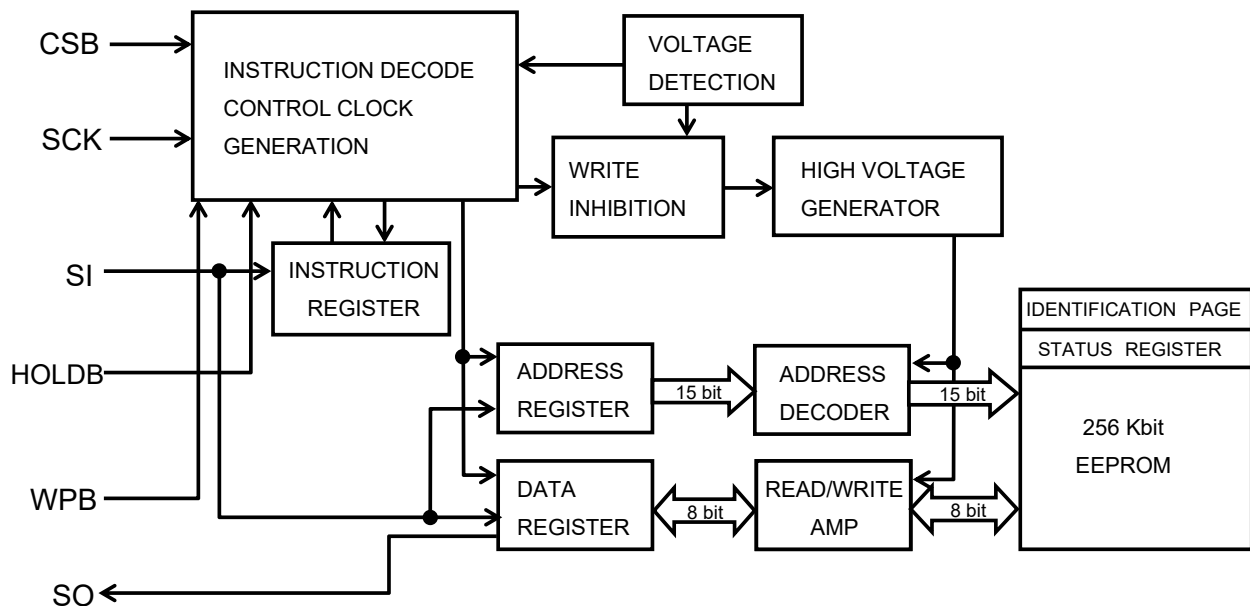 CSB
SCK
SI
HOLDB
WPB
SO
INSTRUCTION DECODE
CONTROL CLOCK
GENERATION
VOLTAGE
DETECTION
WRITE
INHIBITION
HIGH VOLTAGE
GENERATOR
INSTRUCTION
REGISTER
ADDRESS
REGISTER
15 bit
ADDRESS
DECODER
15 bit
DATA
REGISTER
8 bit
READ/WRITE
AMP
8 bit
IDENTIFICATION PAGE
STATUS REGISTER
256 Kbit
EEPROM